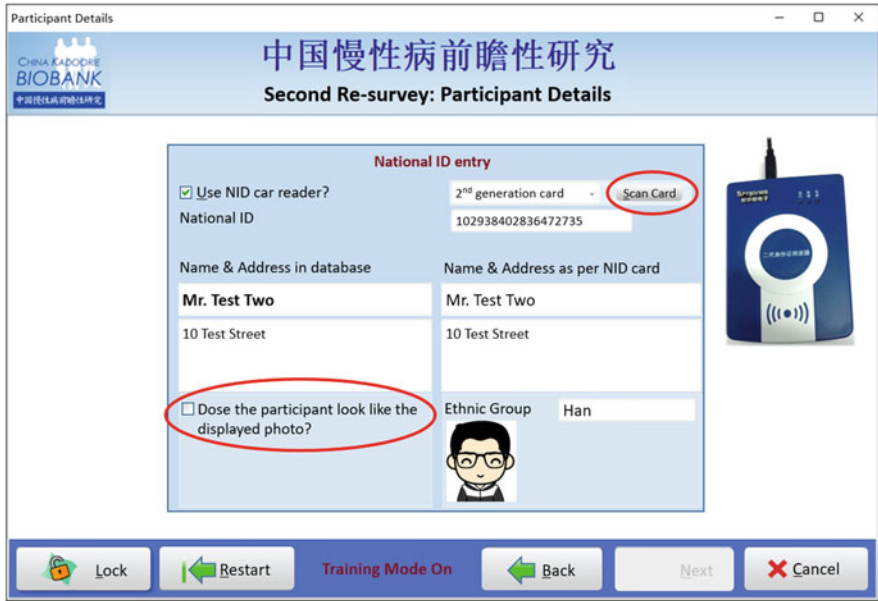 Participant Details
CHINA KADOORIE
BIOBANK
中国慢性病前瞻性研究
中国慢性病前瞻性研究
Second Re-survey: Participant Details
National ID entry
Use NID car reader?
2nd generation card
Scan Card
National ID
102938402836472735
Name & Address in database
Name & Address as per NID card
Mr. Test Two
Mr. Test Two
10 Test Street
10 Test Street
Dose the participant look like the
displayed photo?
Ethnic Group
Han
二代身份证阅读器
Lock
Restart
Training Mode On
Back
Next
Cancel